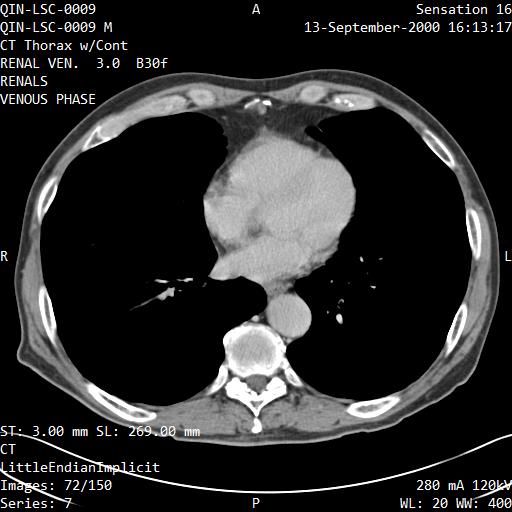 QIN-LSC-0009
A
Sensation 16
QIN-LSC-0009 M
13-September-2000 16:13:17
CT Thorax w/Cont
RENAL VEN.  3.0  B30f
RENALS
VENOUS PHASE
R
L
ST: 3.00 mm SL: 269.00 mm
CT
LittleEndianImplicit
Images: 72/150
280 mA 120kV
Series: 7
P
WL: 20 WW: 400